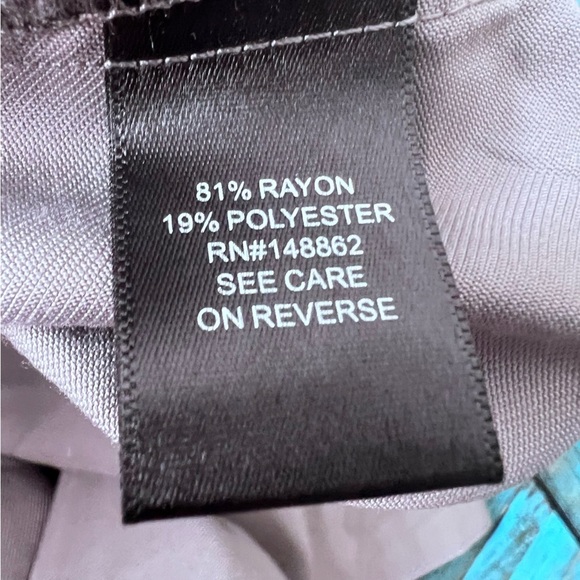 81% RAYON
19% POLYESTER
RN#148862
SEE CARE
ON REVERSE